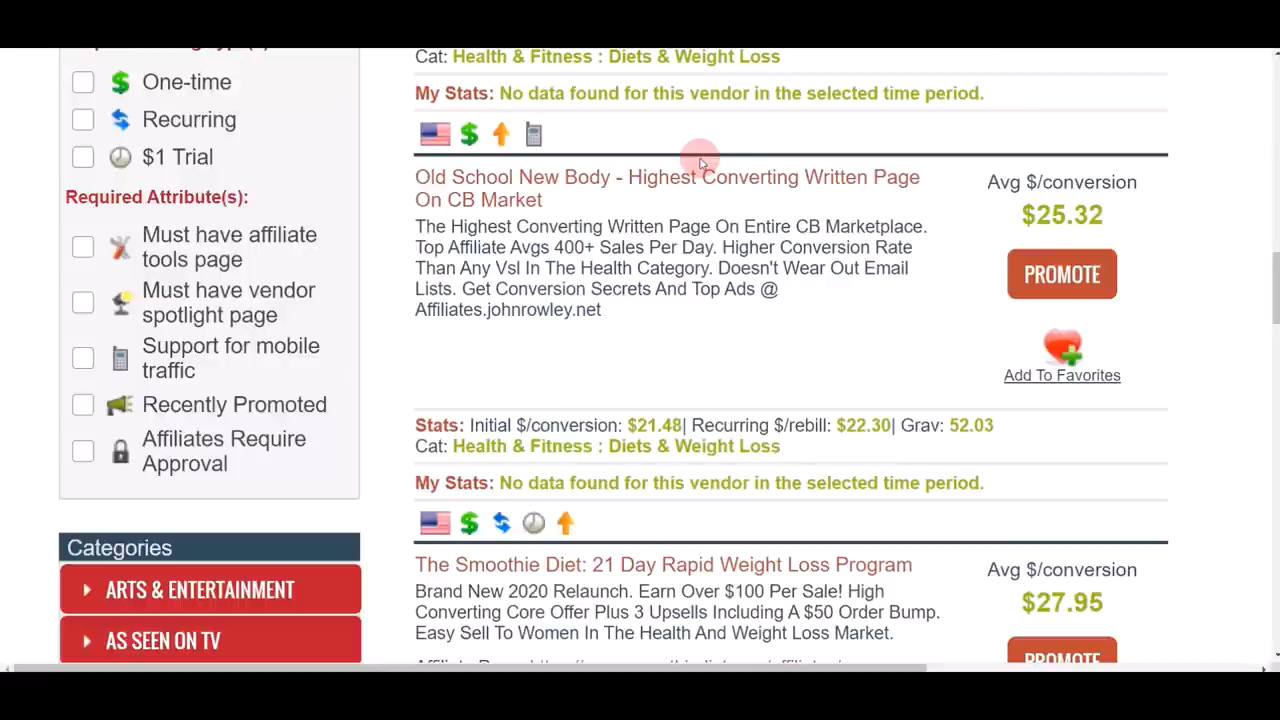 One-time
Recurring
$1 Trial
Required Attribute(s):
Must have affiliate
tools page
Must have vendor
spotlight page
Support for mobile
traffic
Recently Promoted
Affiliates Require
Approval
Categories
ARTS & ENTERTAINMENT
AS SEEN ON TV
Cat: Health & Fitness : Diets & Weight Loss
My Stats: No data found for this vendor in the selected time period.
Old School New Body - Highest Converting Written Page
On CB Market
The Highest Converting Written Page On Entire CB Marketplace.
Top Affiliate Avgs 400+ Sales Per Day. Higher Conversion Rate
Than Any Vsl In The Health Category. Doesn't Wear Out Email
Lists. Get Conversion Secrets And Top Ads @
Affiliates.johnrowley.net
Avg $/conversion
$25.32
PROMOTE
Add To Favorites
Stats: Initial $/conversion: $21.48| Recurring $/rebill: $22.30| Grav: 52.03
Cat: Health & Fitness : Diets & Weight Loss
My Stats: No data found for this vendor in the selected time period.
The Smoothie Diet: 21 Day Rapid Weight Loss Program
Brand New 2020 Relaunch. Earn Over $100 Per Sale! High
Converting Core Offer Plus 3 Upsells Including A $50 Order Bump.
Easy Sell To Women In The Health And Weight Loss Market.
Avg $/conversion
$27.95
PROMOTE